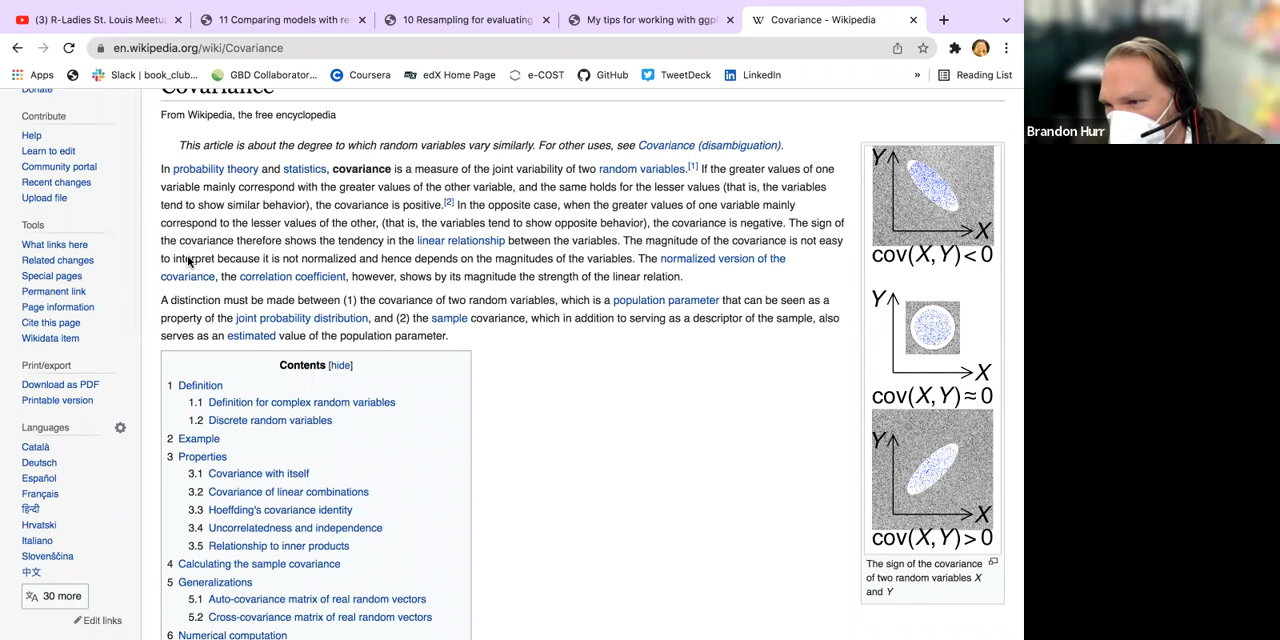 (3) R-Ladies St. Louis Meetu
11 Comparing models with re
10 Resampling for evaluating
My tips for working with ggpl
W Covariance - Wikipedia
en.wikipedia.org/wiki/Covariance
Apps
Slack | book_club...
GBD Collaborator...
Coursera
edX Home Page
e-COST
GitHub
TweetDeck
LinkedIn
»
Reading List
Donate
Contribute
Help
Learn to edit
Community portal
Recent changes
Upload file
Tools
What links here
Related changes
Special pages
Permanent link
Page information
Cite this page
Wikidata item
Print/export
Download as PDF
Printable version
Languages
Català
Deutsch
Español
Français
हिन्दी
Hrvatski
Italiano
Slovenščina
中文
30 more
Edit links
Covariance
From Wikipedia, the free encyclopedia
This article is about the degree to which random variables vary similarly. For other uses, see Covariance (disambiguation).
In probability theory and statistics, covariance is a measure of the joint variability of two random variables.[1] If the greater values of one
variable mainly correspond with the greater values of the other variable, and the same holds for the lesser values (that is, the variables
tend to show similar behavior), the covariance is positive.[2] In the opposite case, when the greater values of one variable mainly
correspond to the lesser values of the other, (that is, the variables tend to show opposite behavior), the covariance is negative. The sign of
the covariance therefore shows the tendency in the linear relationship between the variables. The magnitude of the covariance is not easy
to interpret because it is not normalized and hence depends on the magnitudes of the variables. The normalized version of the
covariance, the correlation coefficient, however, shows by its magnitude the strength of the linear relation.
A distinction must be made between (1) the covariance of two random variables, which is a population parameter that can be seen as a
property of the joint probability distribution, and (2) the sample covariance, which in addition to serving as a descriptor of the sample, also
serves as an estimated value of the population parameter.
Contents [hide]
1 Definition
1.1 Definition for complex random variables
1.2 Discrete random variables
2 Example
3 Properties
3.1 Covariance with itself
3.2 Covariance of linear combinations
3.3 Hoeffding's covariance identity
3.4 Uncorrelatedness and independence
3.5 Relationship to inner products
4 Calculating the sample covariance
5 Generalizations
5.1 Auto-covariance matrix of real random vectors
5.2 Cross-covariance matrix of real random vectors
6 Numerical computation
Y
X
cov(X,Y)<0
Y
X
cov(X,Y)≈0
Y
X
cov(X,Y)>0
The sign of the covariance
of two random variables X
and Y
Brandon Hurr